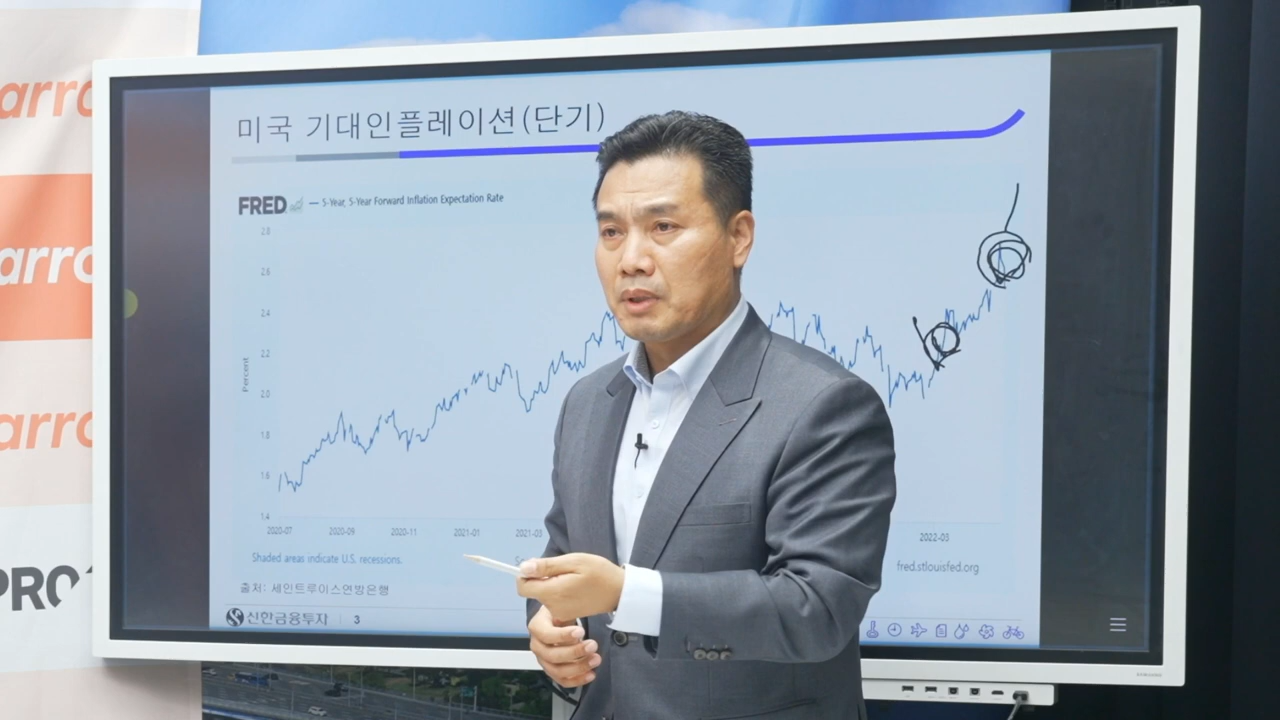 미국 기대인플레이션(단기)
FRED — 5-Year, 5-Year Forward Inflation Expectation Rate
2.8
2.6
2.4
2.2
2.0
1.8
1.6
1.4
Percent
2020-07 2020-09 2020-11 2021-01 2021-03 2022-03
Shaded areas indicate U.S. recessions.
fred.stlouisfed.org
출처: 세인트루이스연방은행
신한금융투자 | 3
SAMSUNG
arro
arro
arro
PRO